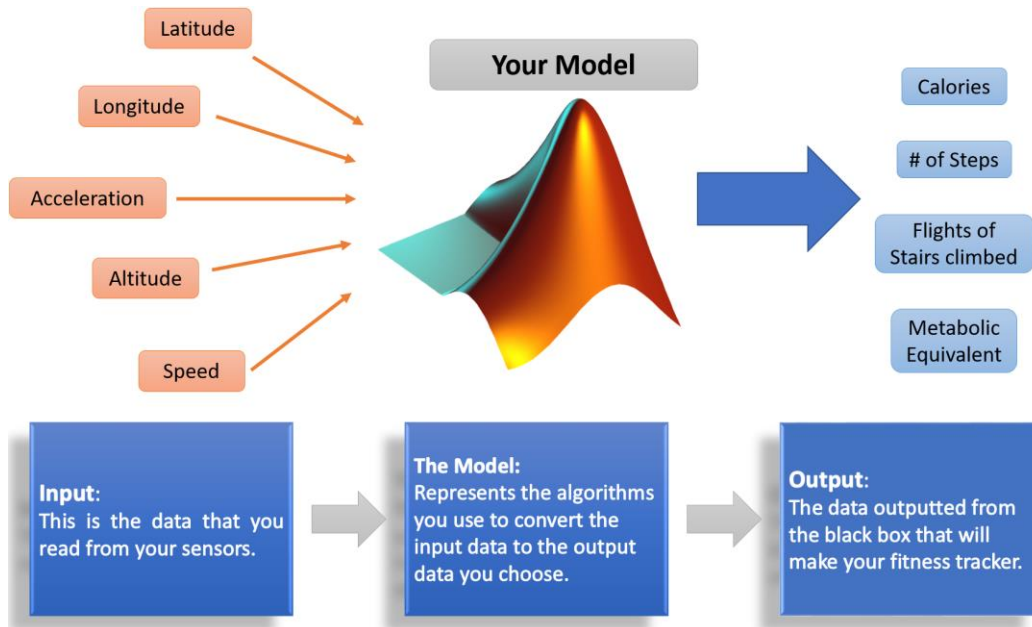 Latitude
Longitude
Acceleration
Altitude
Speed
Your Model
Calories
# of Steps
Flights of
Stairs climbed
Metabolic
Equivalent
Input:
This is the data that you
read from your sensors.
The Model:
Represents the algorithms
you use to convert the
input data to the output
data you choose.
Output:
The data outputted from
the black box that will
make your fitness tracker.